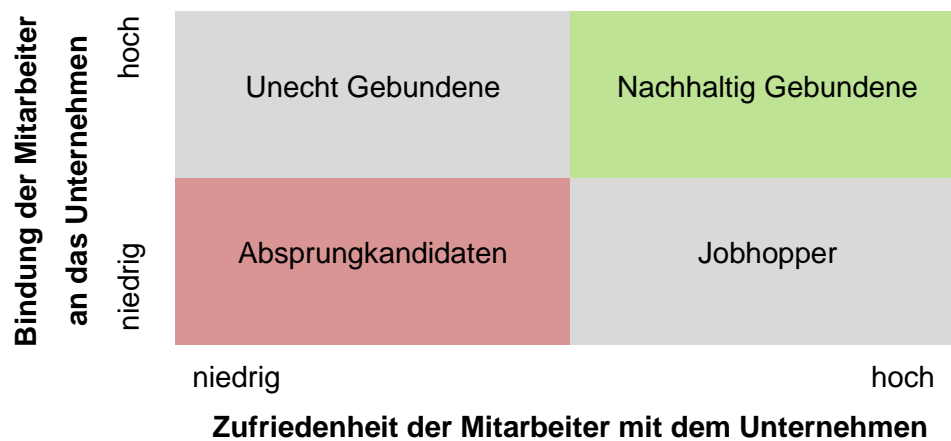 Bindung der Mitarbeiter
an das Unternehmen
hoch
niedrig
Unecht Gebundene
Nachhaltig Gebundene
Absprungkandidaten
Jobhopper
niedrig
hoch
Zufriedenheit der Mitarbeiter mit dem Unternehmen